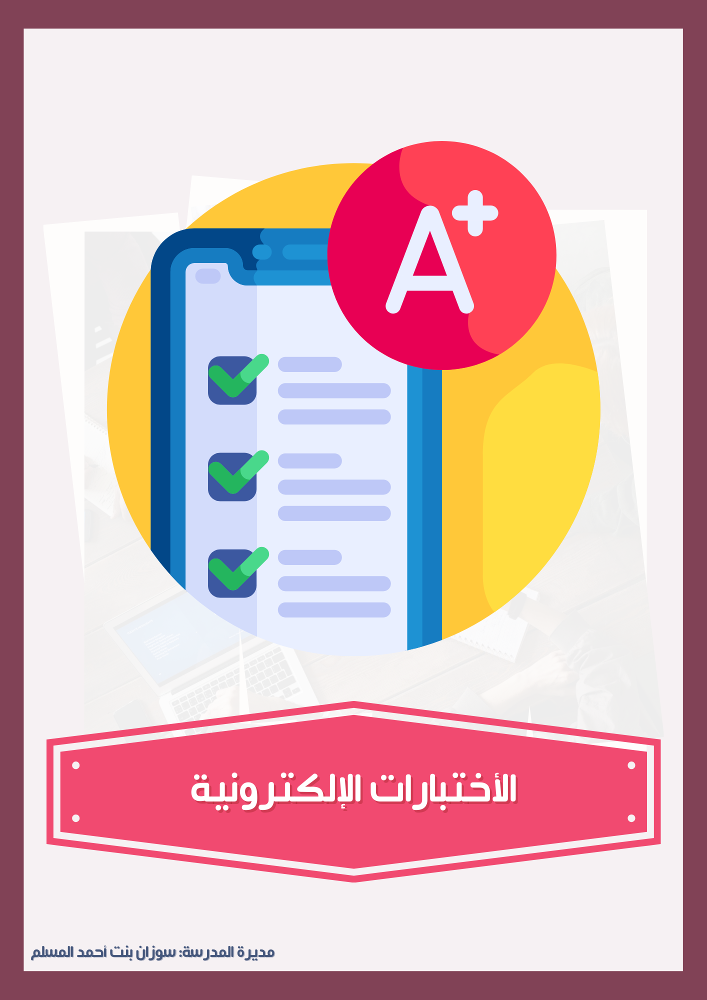 A+
الأختبارات الإلكترونية
مديرة المدرسة: سوزان بنت أحمد المسلم